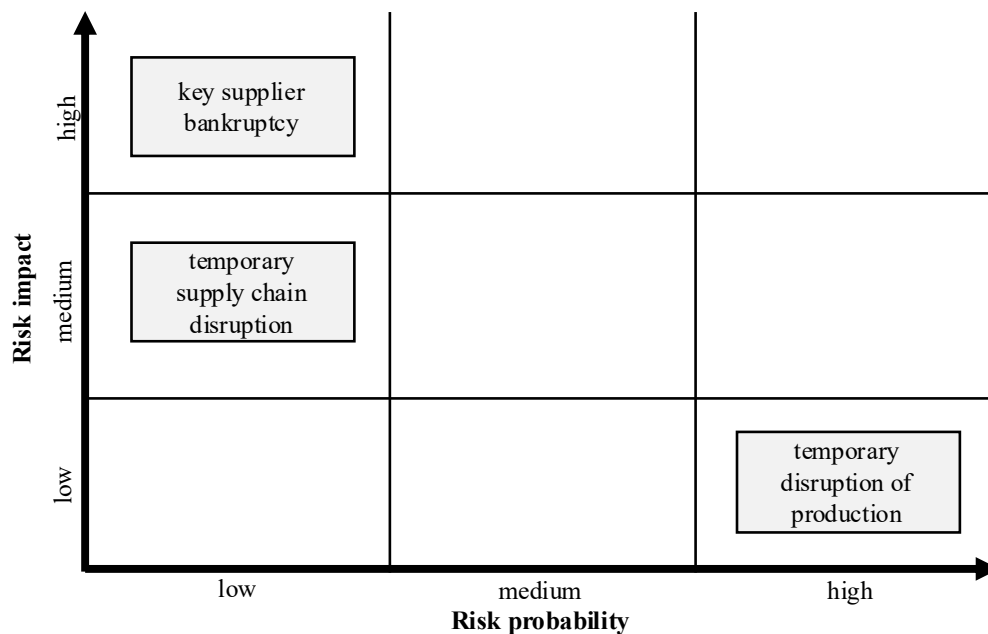 high
key supplier
bankruptcy
Risk impact
medium
temporary
supply chain
disruption
low
temporary
disruption of
production
low
medium
high
Risk probability